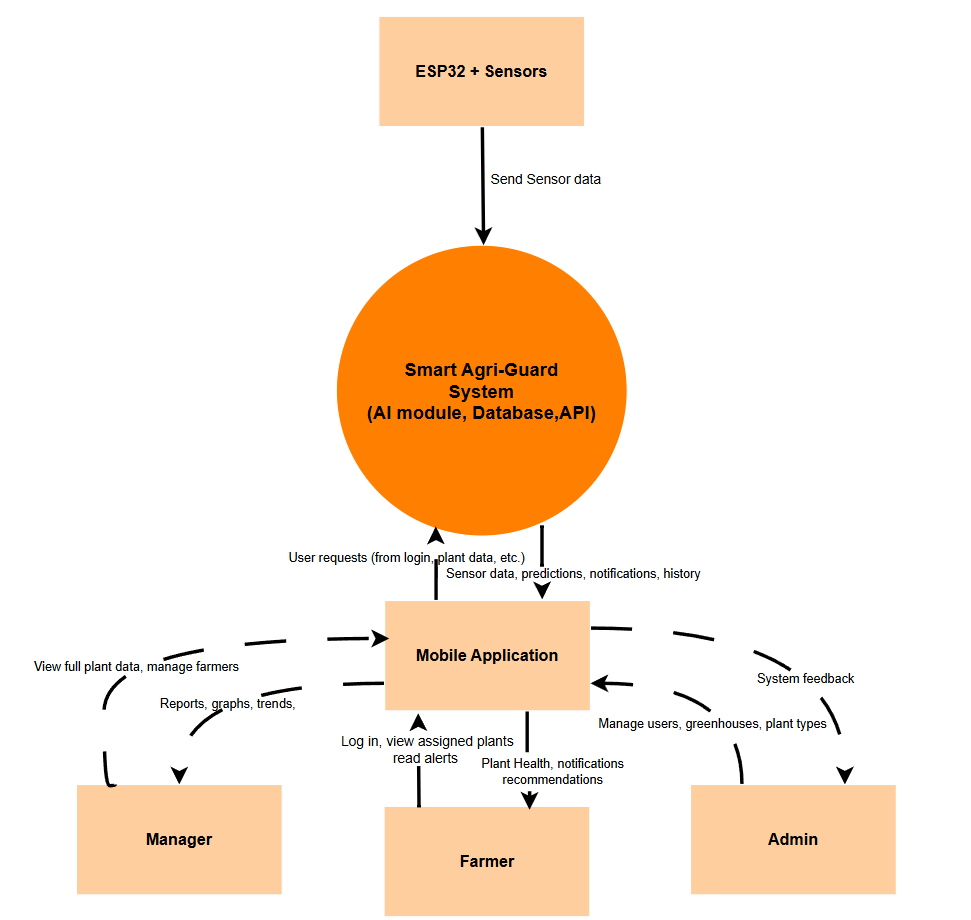 ESP32 + Sensors
Send Sensor data
Smart Agri-Guard
System
(AI module, Database,API)
User requests (from login, plant data, etc.)
Sensor data, predictions, notifications, history
Mobile Application
View full plant data, manage farmers
System feedback
Reports, graphs, trends,
Manage users, greenhouses, plant types
Log in, view assigned plants
read alerts
Plant Health, notifications
recommendations
Manager
Farmer
Admin